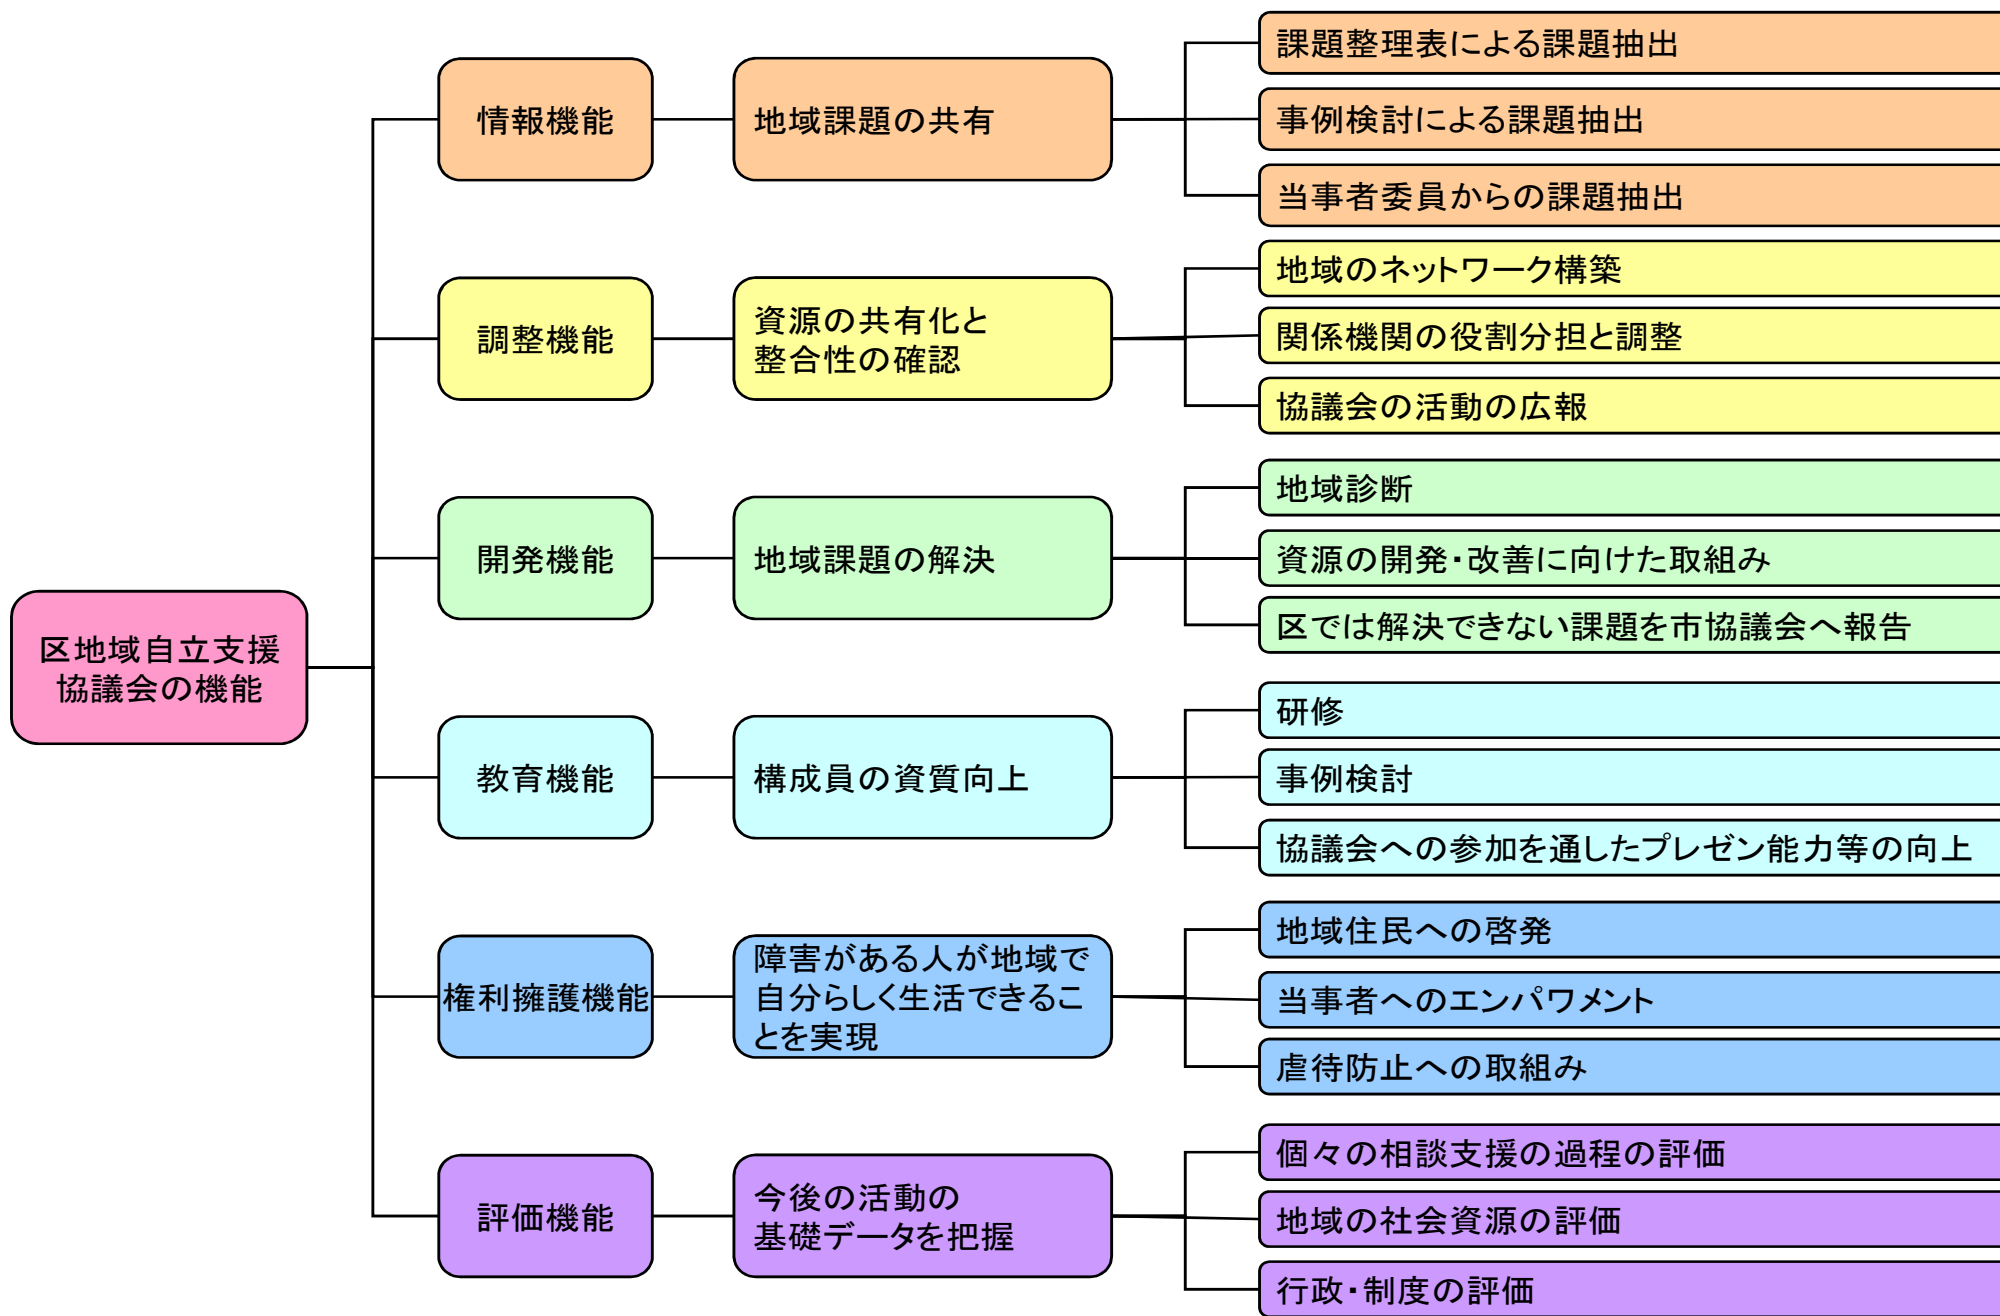 区地域自立支援
協議会の機能
情報機能
地域課題の共有
課題整理表による課題抽出
事例検討による課題抽出
当事者委員からの課題抽出
調整機能
資源の共有化と
整合性の確認
地域のネットワーク構築
関係機関の役割分担と調整
協議会の活動の広報
開発機能
地域課題の解決
地域診断
資源の開発・改善に向けた取組み
区では解決できない課題を市協議会へ報告
教育機能
構成員の資質向上
研修
事例検討
協議会への参加を通したプレゼン能力等の向上
権利擁護機能
障害がある人が地域で
自分らしく生活できるこ
とを実現
地域住民への啓発
当事者へのエンパワメント
虐待防止への取組み
評価機能
今後の活動の
基礎データを把握
個々の相談支援の過程の評価
地域の社会資源の評価
行政・制度の評価